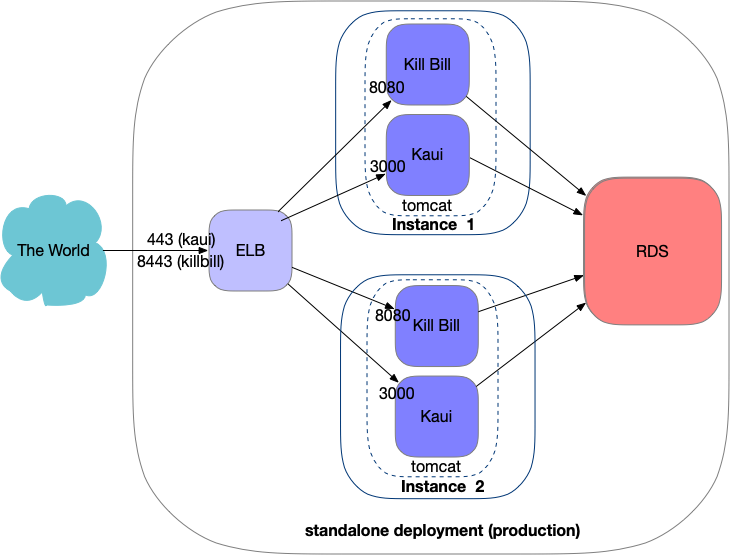 The World
443 (kaui)
8443 (killbill)
ELB
Kill Bill
8080
Kaui
3000
tomcat
Instance 1
Kill Bill
8080
Kaui
3000
tomcat
Instance 2
RDS
standalone deployment (production)